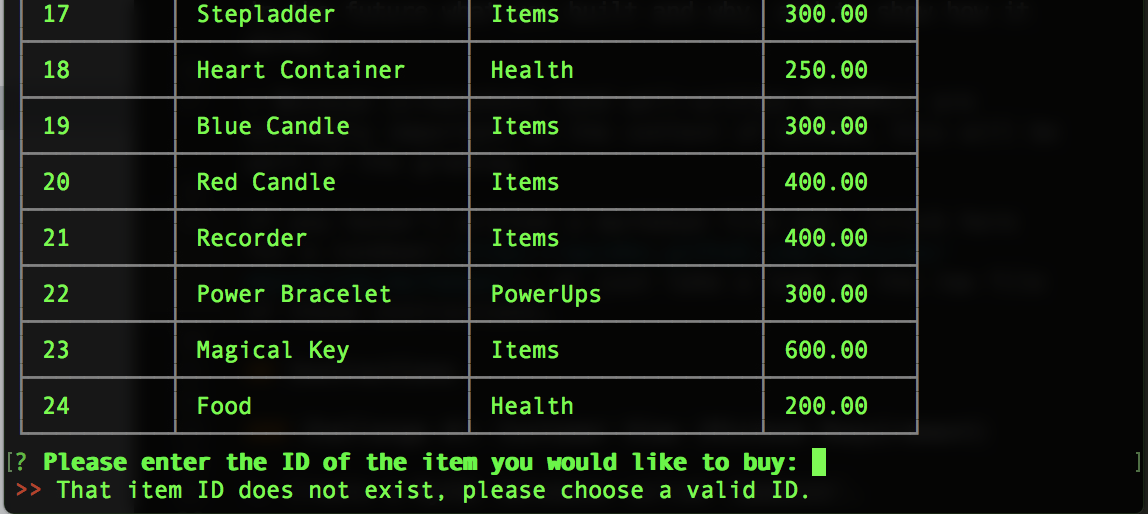 17 Stepladder Items 300.00
18 Heart Container Health 250.00
19 Blue Candle Items 300.00
20 Red Candle Items 400.00
21 Recorder Items 400.00
22 Power Bracelet PowerUps 300.00
23 Magical Key Items 600.00
24 Food Health 200.00
[? Please enter the ID of the item you would like to buy: ]
>> That item ID does not exist, please choose a valid ID.